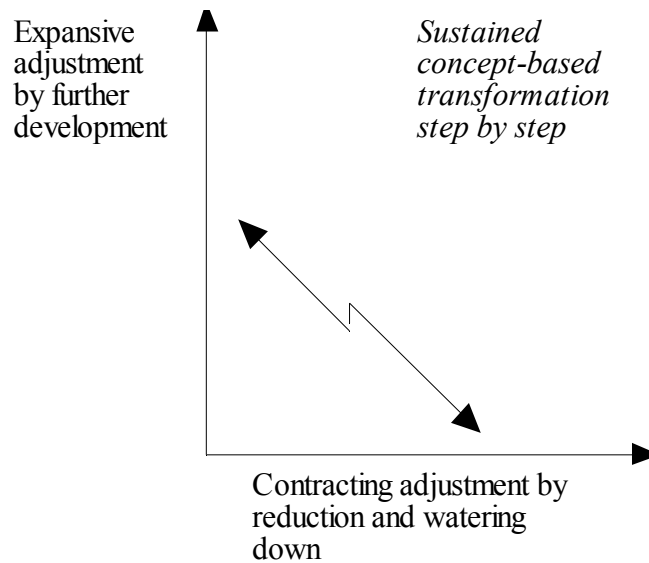 Expansive
adjustment
by further
development
Sustained
concept-based
transformation
step by step
Contracting adjustment by
reduction and watering
down